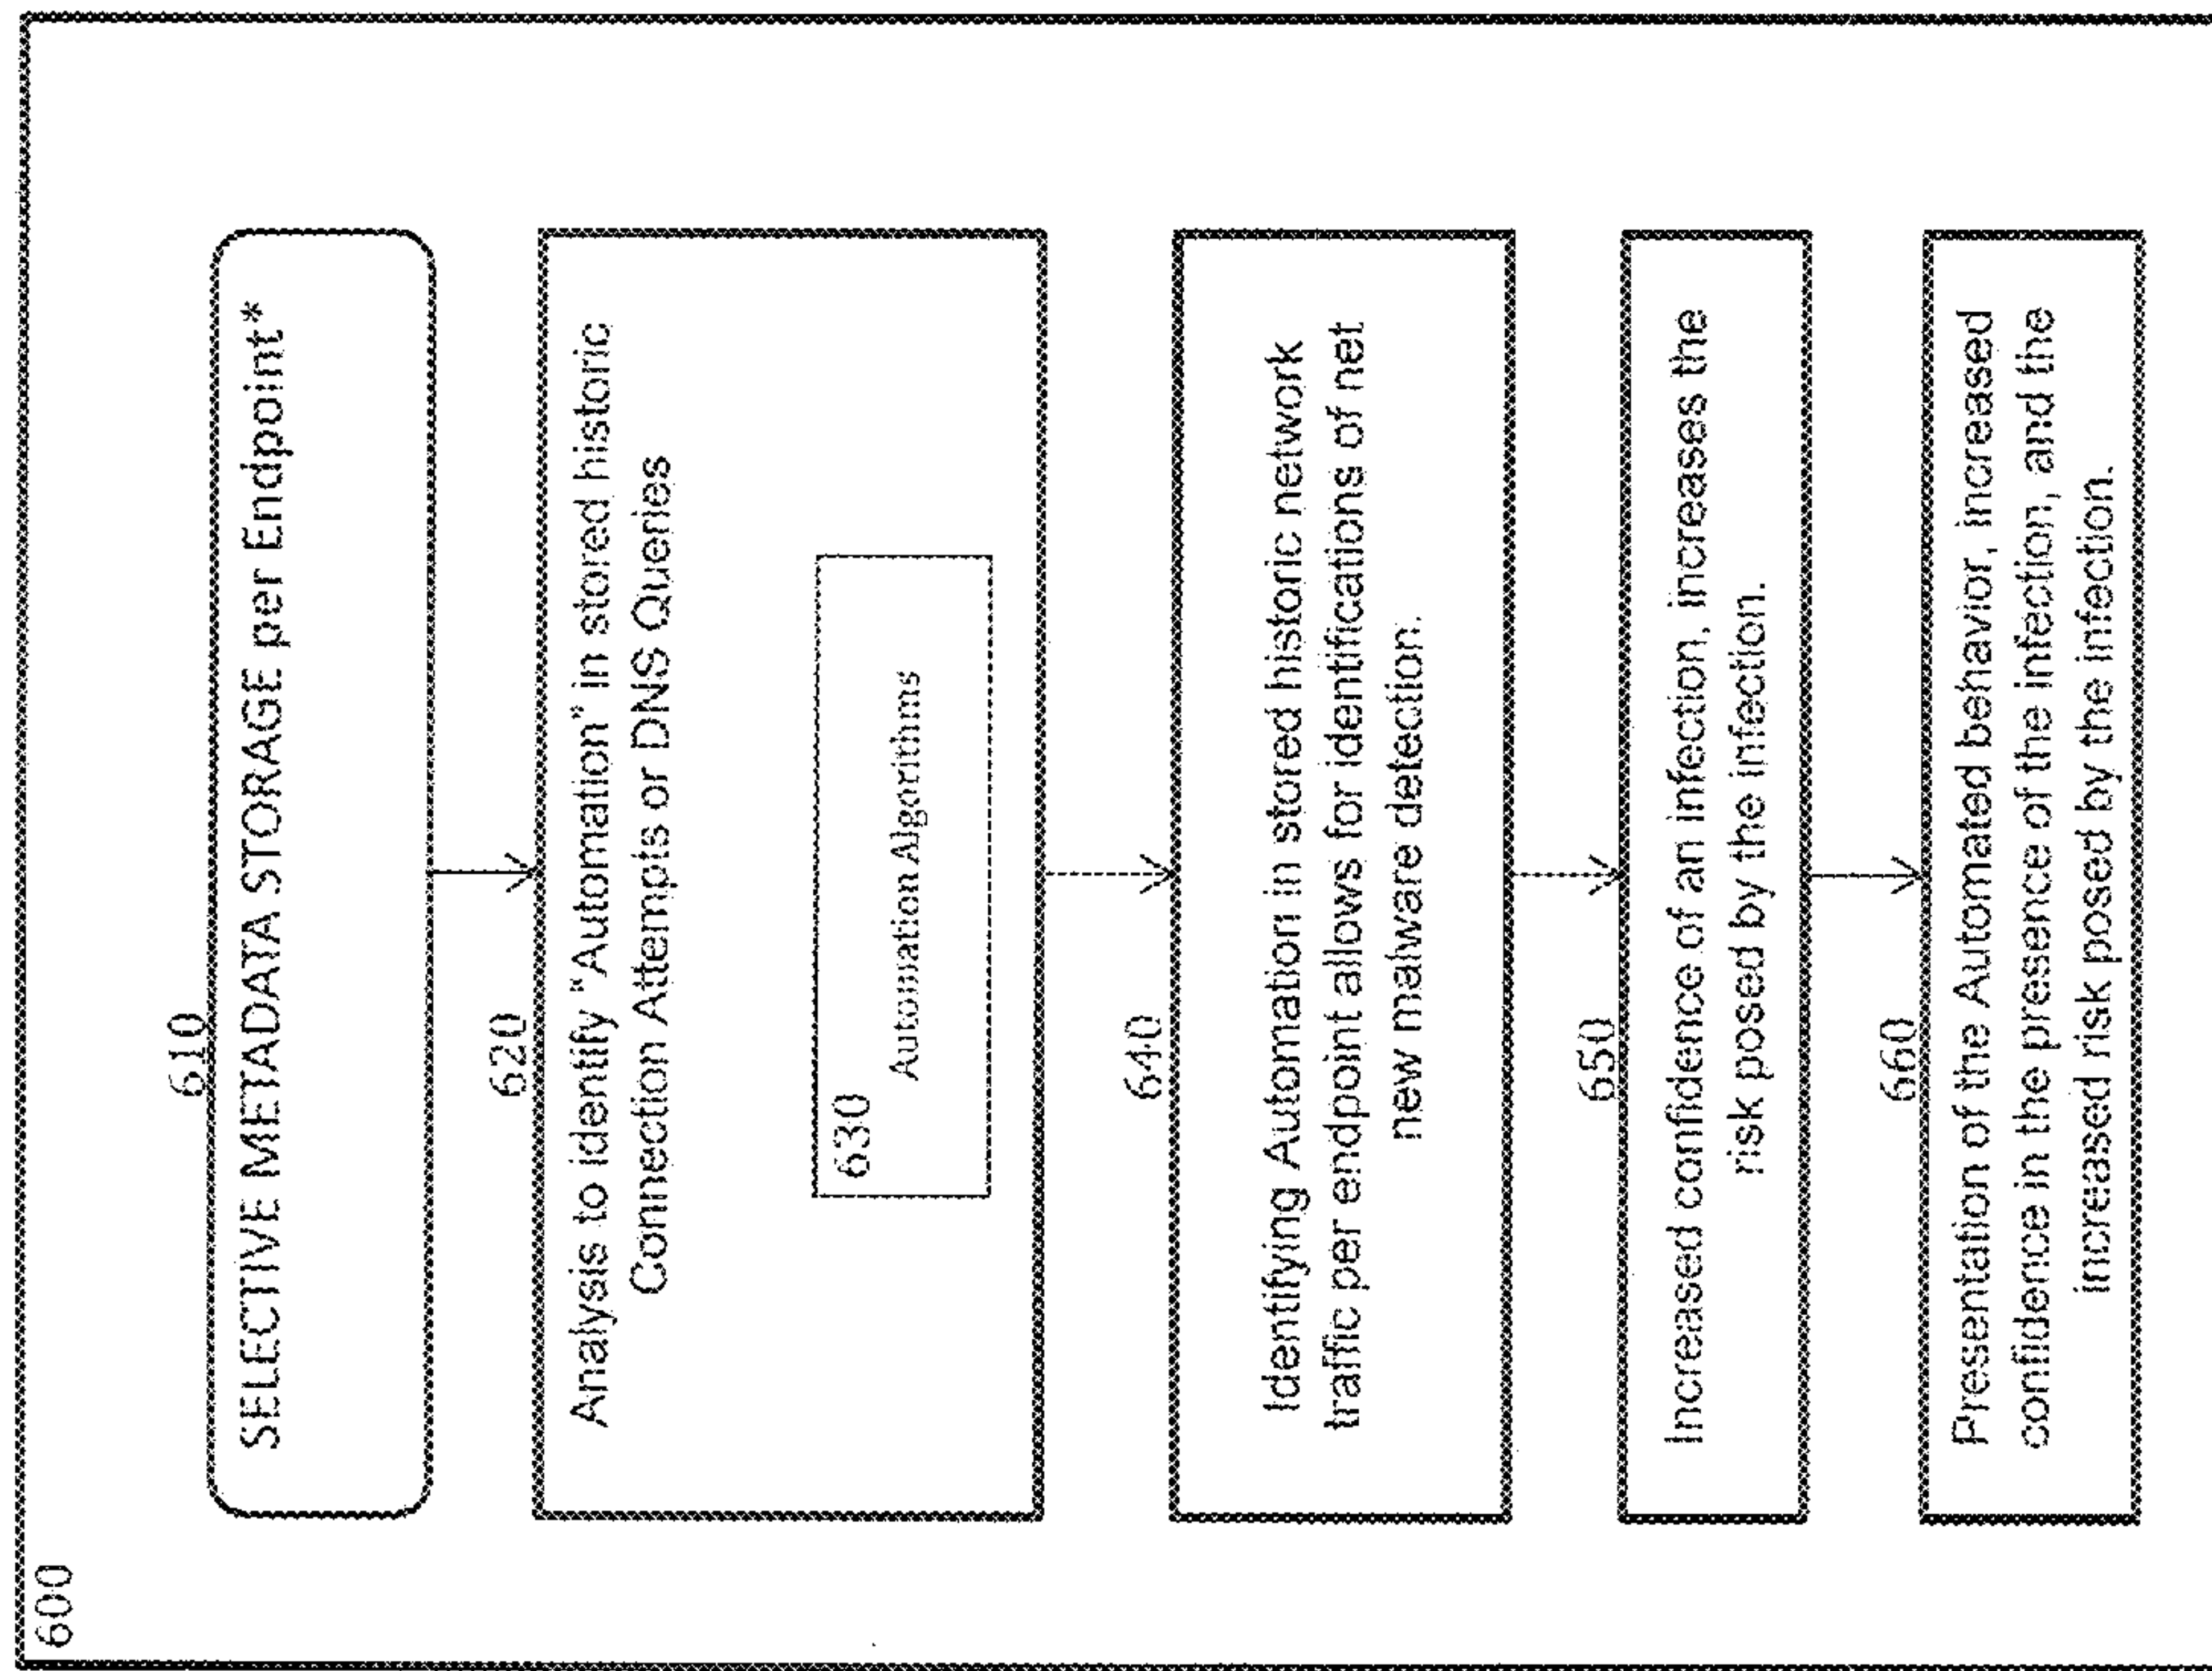 600
610
SELECTIVE METADATA STORAGE per Endpoint*
620
Analysis to identify "Automation" in stored historic
Connection Attempts or DNS Queries
630
Automation Algorithms
640
Identifying Automation in stored historic network
traffic per endpoint allows for identifications of net
new malware detection.
650
Increased confidence of an infection, increases the
risk posed by the infection.
660
Presentation of the Automated behavior, increased
confidence in the presence of the infection, and the
increased risk posed by the infection.